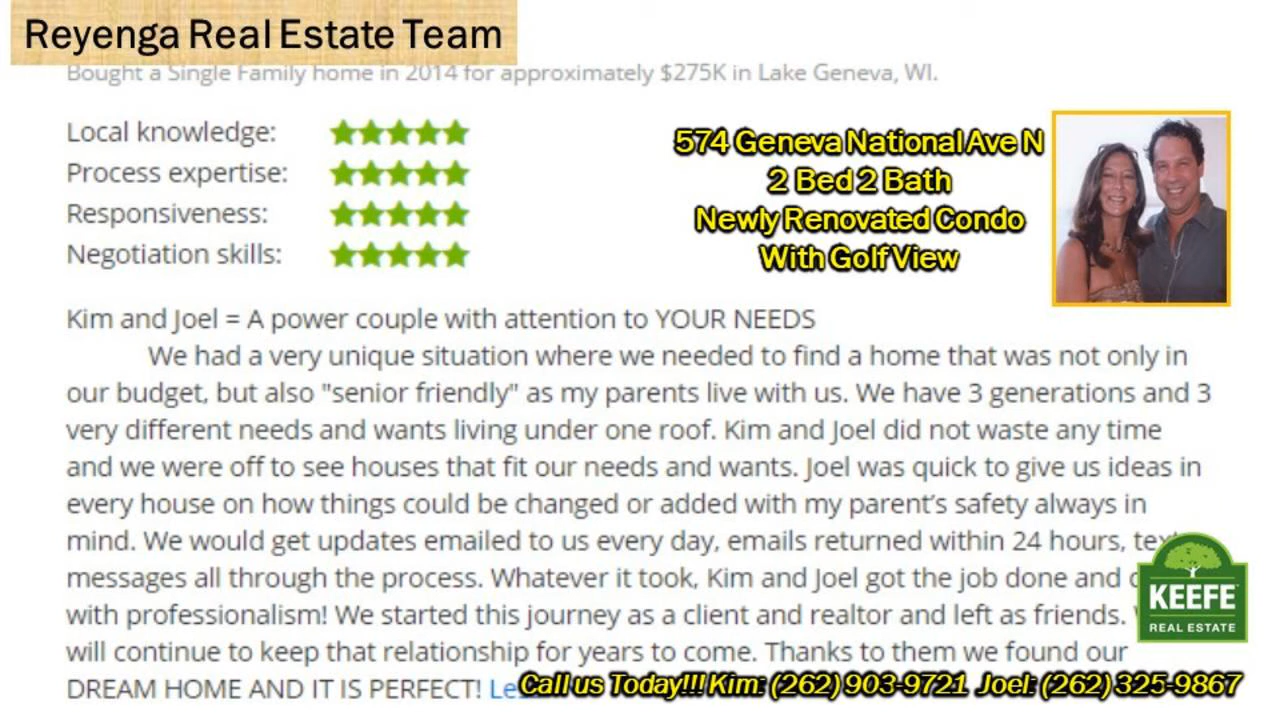 Reyenga Real Estate Team
Bought a Single Family home in 2014 for approximately $275K in Lake Geneva, WI.
Local knowledge:
Process expertise:
Responsiveness:
Negotiation skills:
574 Geneva National Ave N
2 Bed 2 Bath
Newly Renovated Condo
With Golf View
Kim and Joel = A power couple with attention to YOUR NEEDS
We had a very unique situation where we needed to find a home that was not only in
our budget, but also "senior friendly" as my parents live with us. We have 3 generations and 3
very different needs and wants living under one roof. Kim and Joel did not waste any time
and we were off to see houses that fit our needs and wants. Joel was quick to give us ideas in
every house on how things could be changed or added with my parent’s safety always in
mind. We would get updates emailed to us every day, emails returned within 24 hours,
messages all through the process. Whatever it took, Kim and Joel got the job done and
with professionalism! We started this journey as a client and realtor and left as friends.
will continue to keep that relationship for years to come. Thanks to them we found our
DREAM HOME AND IT IS PERFECT!
KEEFE
REAL ESTATE
Call us Today!!! Kim: (262) 903-9721 Joel: (262) 325-9867